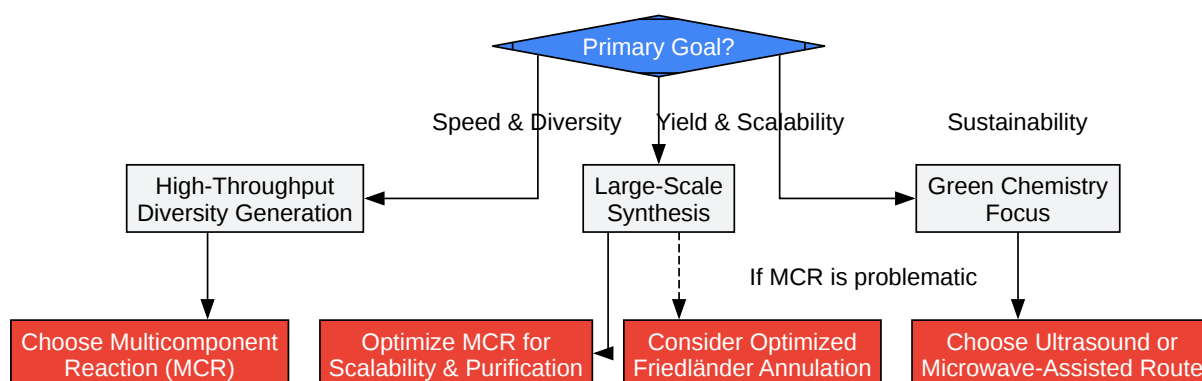 Primary Goal?
Speed & Diversity
Yield & Scalability
Sustainability
High-Throughput
Diversity Generation
Large-Scale
Synthesis
Green Chemistry
Focus
If MCR is problematic
Choose Multicomponent
Reaction (MCR)
Optimize MCR for
Scalability & Purification
Consider Optimized
Friedländer Annulation
Choose Ultrasound or
Microwave-Assisted Route